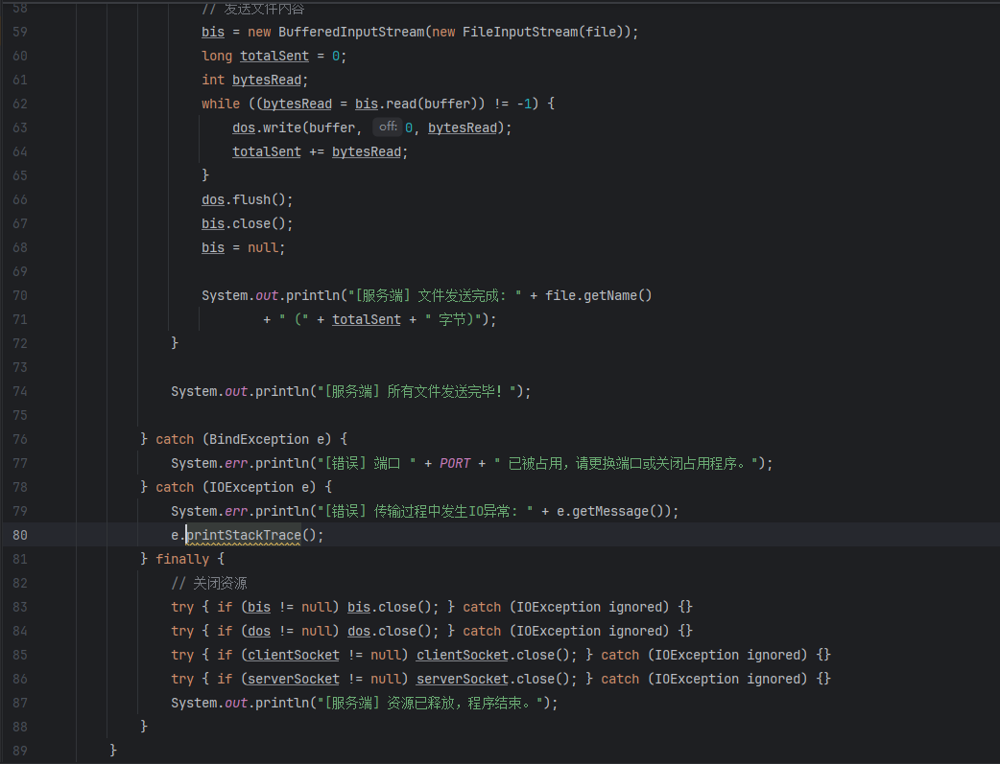 58 // 发送文件内容
59 bis = new BufferedInputStream(new FileInputStream(file));
60 long totalSent = 0;
61 int bytesRead;
62 while ((bytesRead = bis.read(buffer)) != -1) {
63 dos.write(buffer, off: 0, bytesRead);
64 totalSent += bytesRead;
65 }
66 dos.flush();
67 bis.close();
68 bis = null;
69
70 System.out.println("[服务端] 文件发送完成: " + file.getName()
71 + " (" + totalSent + " 字节)");
72 }
73
74 System.out.println("[服务端] 所有文件发送完毕! ");
75
76 } catch (BindException e) {
77 System.err.println("[错误] 端口 " + PORT + " 已被占用，请更换端口或关闭占用程序。");
78 } catch (IOException e) {
79 System.err.println("[错误] 传输过程中发生IO异常: " + e.getMessage());
80 e.printStackTrace();
81 } finally {
82 // 关闭资源
83 try { if (bis != null) bis.close(); } catch (IOException ignored) {}
84 try { if (dos != null) dos.close(); } catch (IOException ignored) {}
85 try { if (clientSocket != null) clientSocket.close(); } catch (IOException ignored) {}
86 try { if (serverSocket != null) serverSocket.close(); } catch (IOException ignored) {}
87 System.out.println("[服务端] 资源已释放，程序结束。");
88 }
89 }